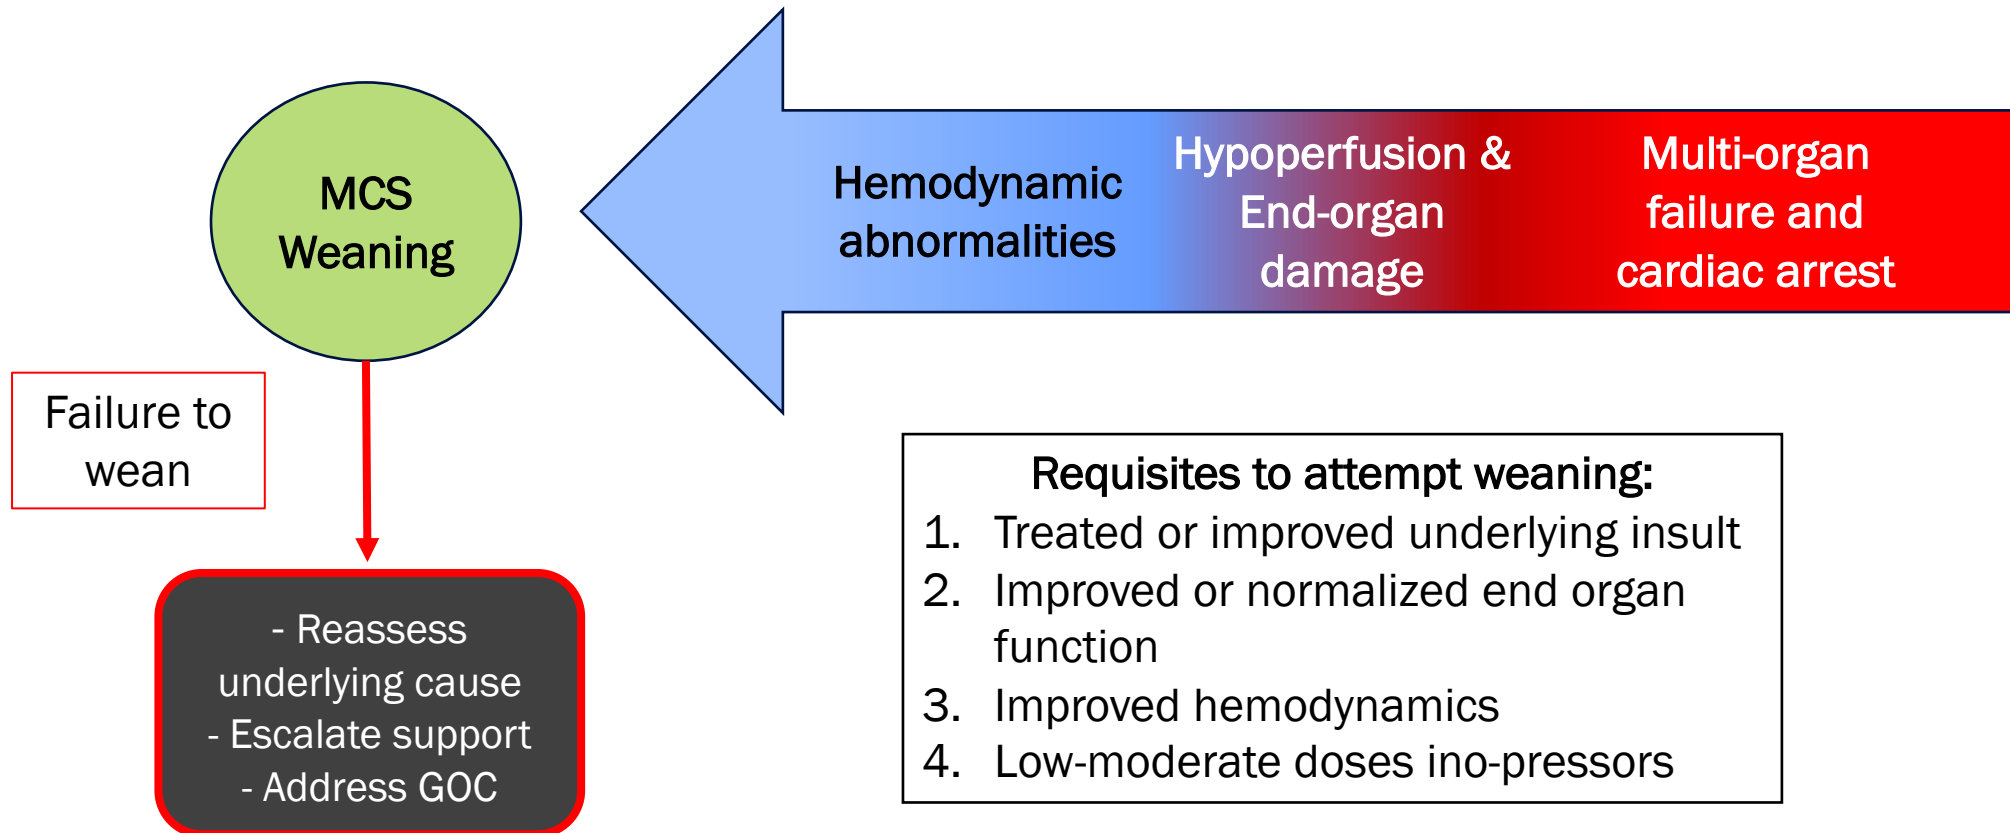 MCS
Weaning
Hemodynamic
abnormalities
Hypoperfusion &
End-organ
damage
Multi-organ
failure and
cardiac arrest
Failure to
wean
- Reassess
underlying cause
- Escalate support
- Address GOC
Requisites to attempt weaning:
1. Treated or improved underlying insult
2. Improved or normalized end organ
function
3. Improved hemodynamics
4. Low-moderate doses ino-pressors